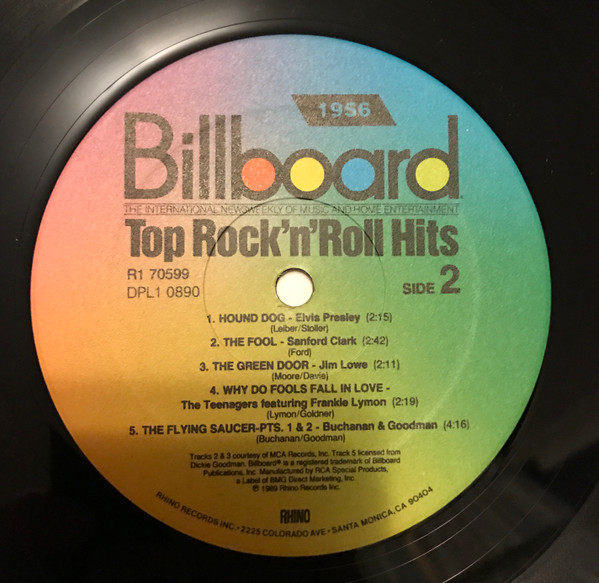 1956
Billboard
THE INTERNATIONAL NEWSWEEKLY OF MUSIC AND HOME ENTERTAINMENT
Top Rock'n'Roll Hits
R1 70599
DPL1 0890
SIDE 2
1. HOUND DOG - Elvis Presley (2:15)
(Leiber/Stoller)
2. THE FOOL - Sanford Clark (2:42)
(Ford)
3. THE GREEN DOOR - Jim Lowe (2:11)
(Moore/Davie)
4. WHY DO FOOLS FALL IN LOVE -
The Teenagers featuring Frankie Lymon (2:19)
(Lymon/Goldner)
5. THE FLYING SAUCER-PTS. 1 & 2 - Buchanan & Goodman (4:16)
(Buchanan/Goodman)
Tracks 2 & 3 courtesy of MCA Records, Inc. Track 5 licensed from
Dickie Goodman. Billboard® is a registered trademark of Billboard
Publications, Inc. Manufactured by RCA Special Products,
a Label of BMG Direct Marketing, Inc.
℗ 1989 Rhino Records Inc.
RHINO
RHINO RECORDS INC. • 2225 COLORADO AVE • SANTA MONICA, CA 90404